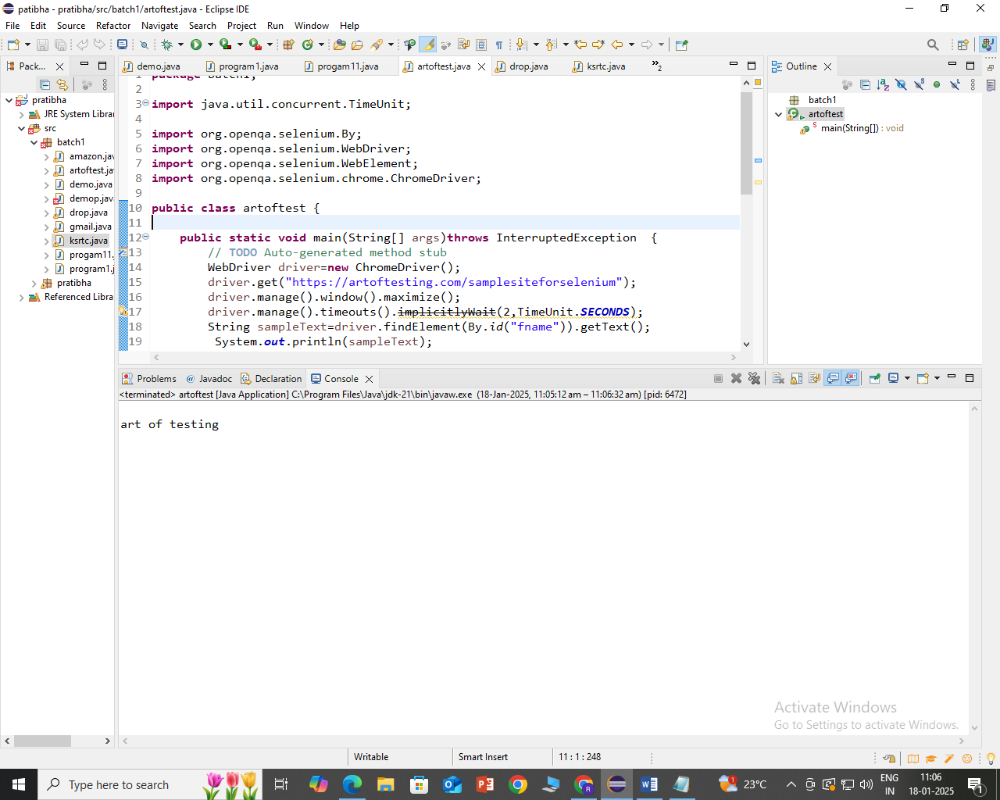 patibha - pratibha/src/batch1/artoftest.java - Eclipse IDE
File Edit Source Refactor Navigate Search Project Run Window Help
Pack...
demo.java program1.java progam11.java artoftest.java drop.java ksrtc.java »2
Outline
pratibha
JRE System Librar
src
batch1
amazon.jav
artoftest.ja
demo.java
demop.jav
drop.java
gmail.java
ksrtc.java
progam11.
program1.j
pratibha
Referenced Libra
1 package batch1;
2
3 import java.util.concurrent.TimeUnit;
4
5 import org.openqa.selenium.By;
6 import org.openqa.selenium.WebDriver;
7 import org.openqa.selenium.WebElement;
8 import org.openqa.selenium.chrome.ChromeDriver;
9
10 public class artoftest {
11
12 public static void main(String[] args)throws InterruptedException {
13 // TODO Auto-generated method stub
14 WebDriver driver=new ChromeDriver();
15 driver.get("https://artoftesting.com/samplesiteforselenium");
16 driver.manage().window().maximize();
17 driver.manage().timeouts().implicitlyWait(2,TimeUnit.SECONDS);
18 String sampleText=driver.findElement(By.id("fname")).getText();
19 System.out.println(sampleText);
batch1
artoftest
main(String[]) : void
Problems @ Javadoc Declaration Console
<terminated> artoftest [Java Application] C:\Program Files\Java\jdk-21\bin\javaw.exe (18-Jan-2025, 11:05:12 am – 11:06:32 am) [pid: 6472]
art of testing
Activate Windows
Go to Settings to activate Windows.
Writable Smart Insert 11 : 1 : 248
Type here to search
1 23°C
ENG
IN
11:06
18-01-2025
1